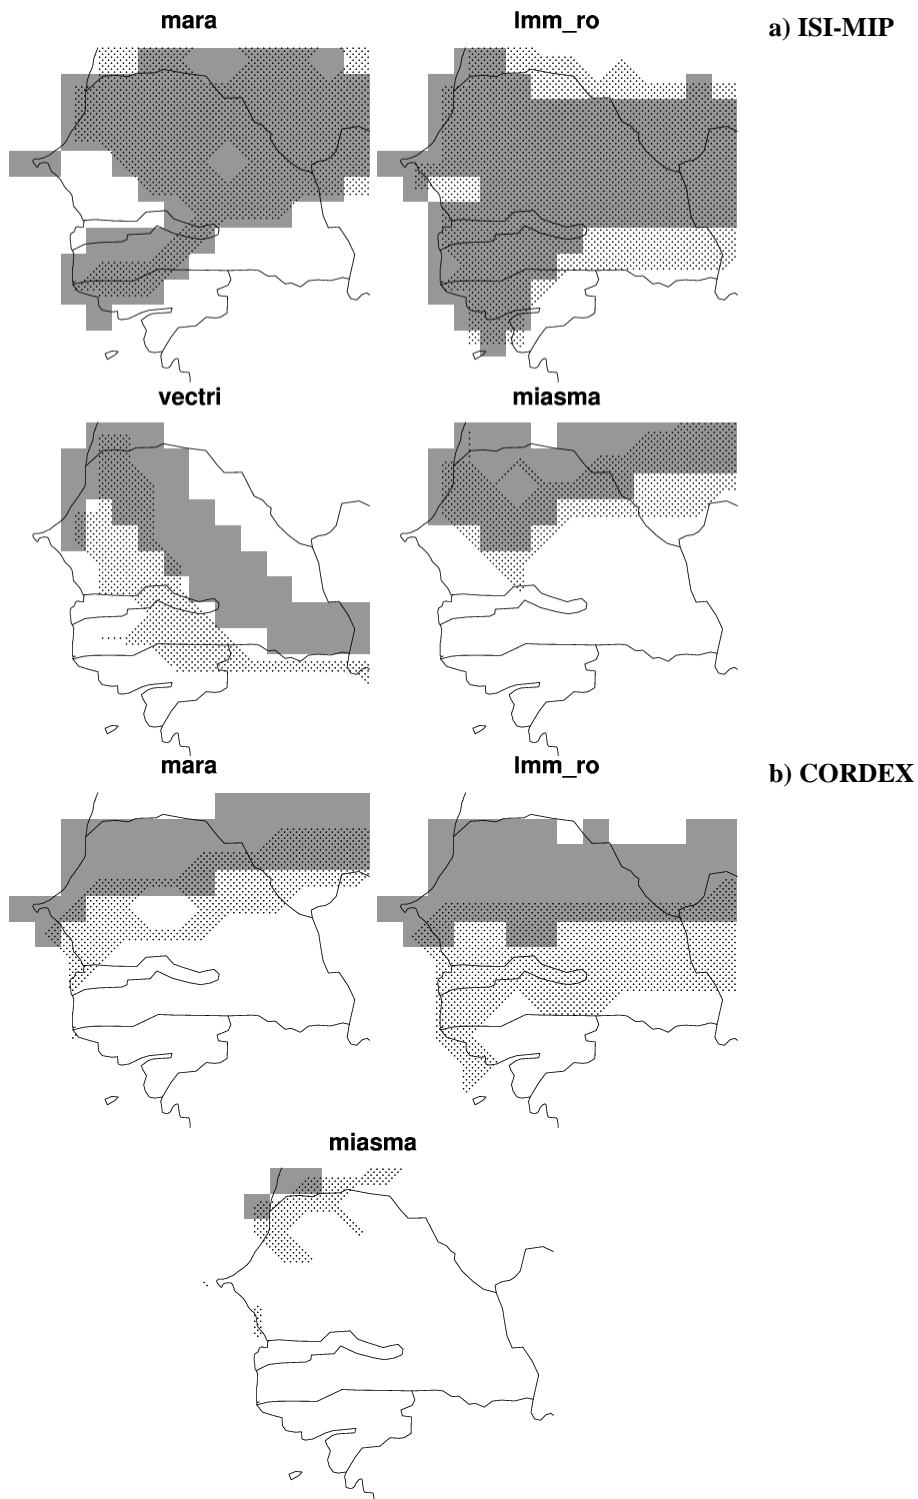 mara
lmm_ro
a) ISI-MIP
vectri
miasma
mara
lmm_ro
b) CORDEX
miasma